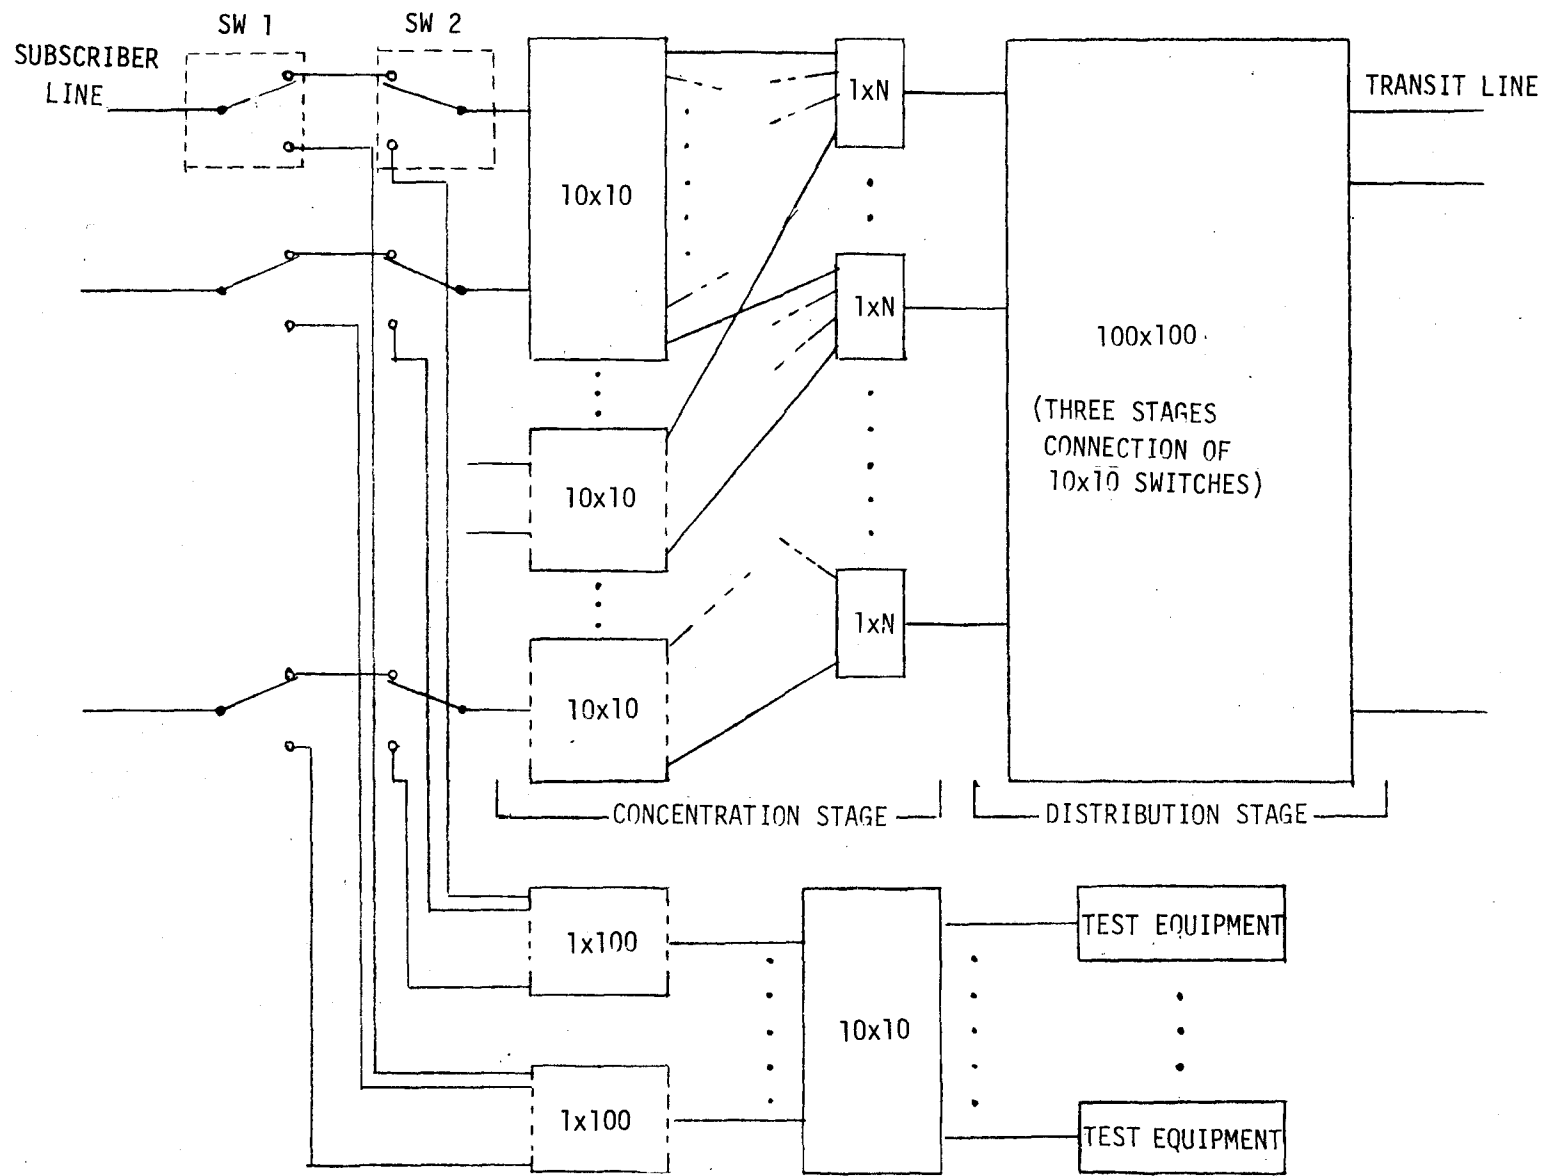 SW 1
SW 2
SUBSCRIBER
LINE
10x10
1xN
TRANSIT LINE
1xN
100x100
(THREE STAGES
CONNECTION OF
10x10 SWITCHES)
10x10
10x10
1xN
CONCENTRATION STAGE
DISTRIBUTION STAGE
1x100
TEST EQUIPMENT
10x10
1x100
TEST EQUIPMENT